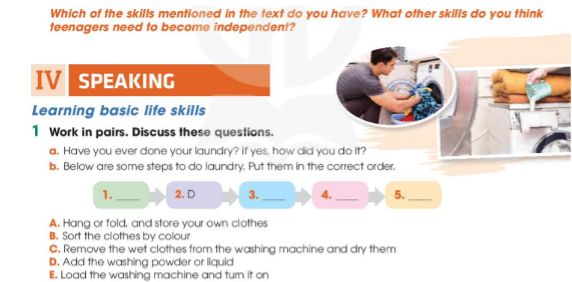 Which of the skills mentioned in the text do you have? What other skills do you think
teenagers need to become independent?
IV SPEAKING
Learning basic life skills
1 Work in pairs. Discuss these questions.
a. Have you ever done your laundry? If yes, how did you do it?
b. Below are some steps to do laundry. Put them in the correct order.
1. ____ 2. D 3. ____ 4. ____ 5. ____
A. Hang or fold, and store your own clothes
B. Sort the clothes by colour
C. Remove the wet clothes from the washing machine and dry them
D. Add the washing powder or liquid
E. Load the washing machine and turn it on